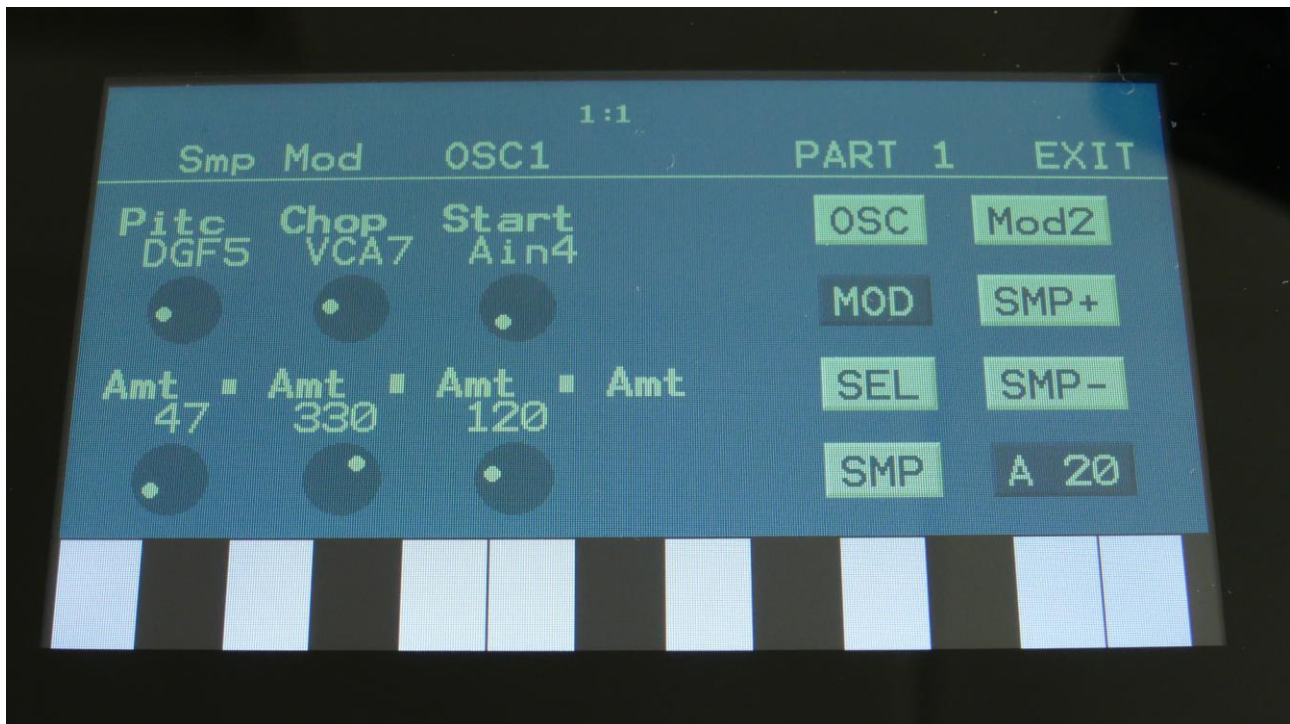 1:1
Smp Mod OSC1 PART 1 EXIT
Pitc Chop Start OSC Mod2
DGF5 VCA7 Ain4
MOD SMP+
Amt Amt Amt Amt SEL SMP-
47 330 120
SMP A 20